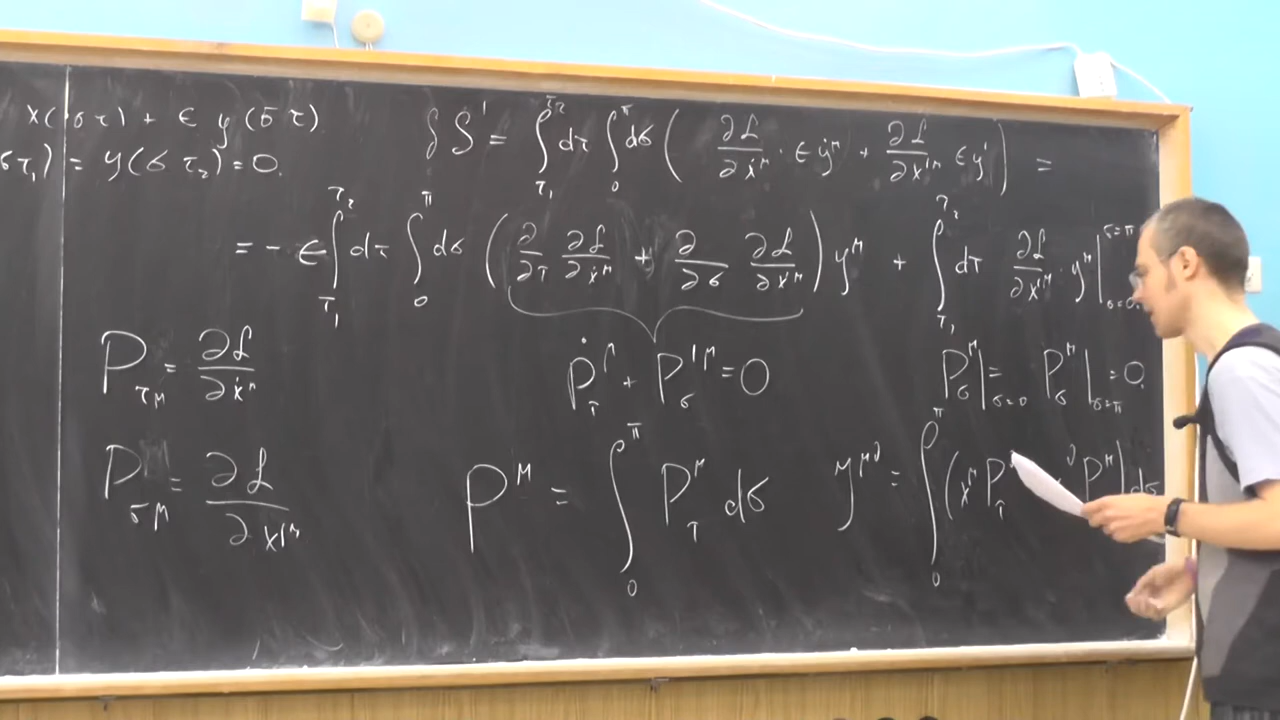 x(σ τ) + ϵ y(σ τ)
σ τ₁) = y(σ τ₂) = 0.
δS' = ∫_{τ₁}^{τ₂} dτ ∫_0^π dσ ( ∂ℒ/∂ẋ^μ · ϵ ẏ^μ + ∂ℒ/∂x'^μ ϵ y' ) =
= - ϵ ∫_{τ₁}^{τ₂} dτ ∫_0^π dσ ( ∂/∂τ ∂ℒ/∂ẋ^μ + ∂/∂σ ∂ℒ/∂x'^μ ) y^μ + ∫_{τ₁}^{τ₂} dτ ∂ℒ/∂x'^μ · y^μ |_{σ=0}^{σ=π}
P_{τμ} = ∂ℒ/∂ẋ^μ
Ṗ_τ^μ + P'_σ^μ = 0
P_σ^μ|_{σ=0} = P_σ^μ|_{σ=π} = 0.
P_{σμ} = ∂ℒ/∂x'^μ
P^μ = ∫_0^π P_τ^μ dσ
y^{μν} = ∫_0^π (x^μ P_τ ^ν P^μ) dσ